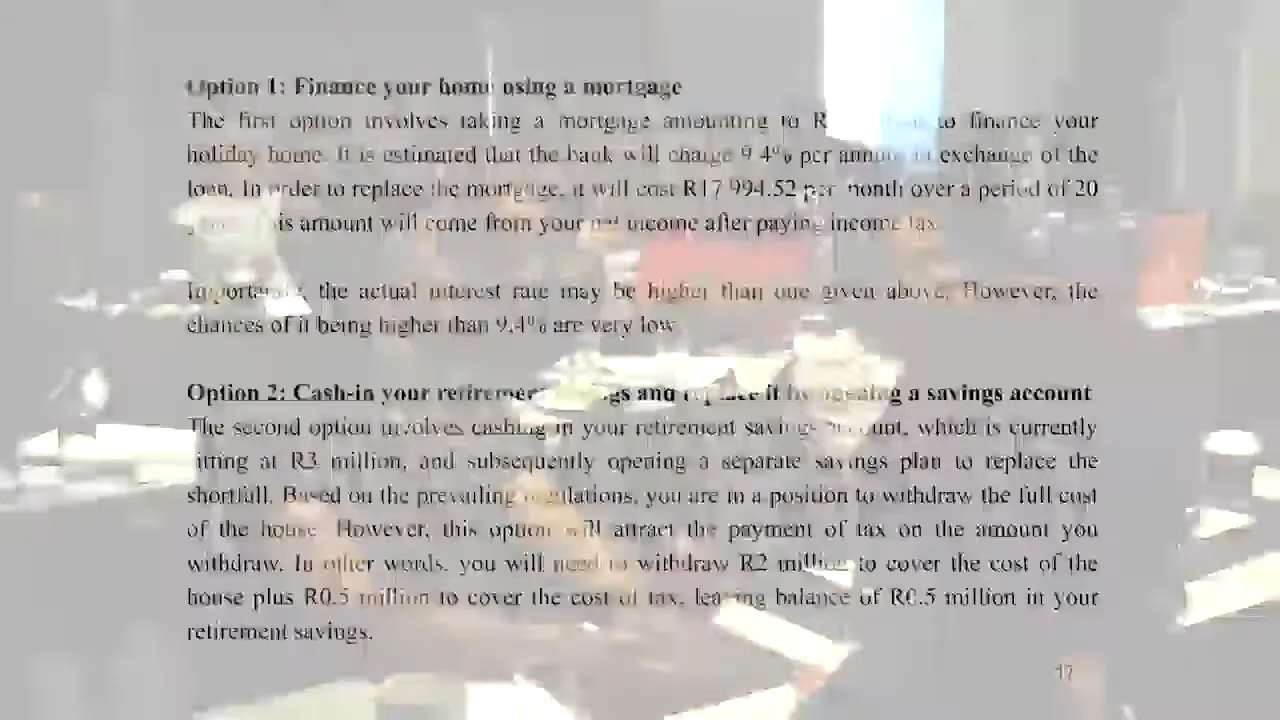 Option 1: Finance your home using a mortgage
The first option involves taking a mortgage amounting to to finance your
holiday home. It is estimated that the bank will charge 9.4% per annum in exchange of the
loan. In order to replace the mortgage, it will cost R17 994.52 per month over a period of 20
amount will come from your net income after paying income tax.
the actual interest rate may be higher than one given above. However, the
chances of it being higher than 9.4% are very low
Option 2: Cash-in your retirement and replace it by opening a savings account
The second option involves cashing in your retirement savings account, which is currently
sitting at R3 million, and subsequently opening a separate savings plan to replace the
shortfall. Based on the prevailing regulations, you are in a position to withdraw the full cost
of the house. However, this option will attract the payment of tax on the amount you
withdraw. In other words, you will need to withdraw R2 million to cover the cost of the
house plus R0.5 million to cover the cost of tax, leaving balance of R0.5 million in your
retirement savings.
17